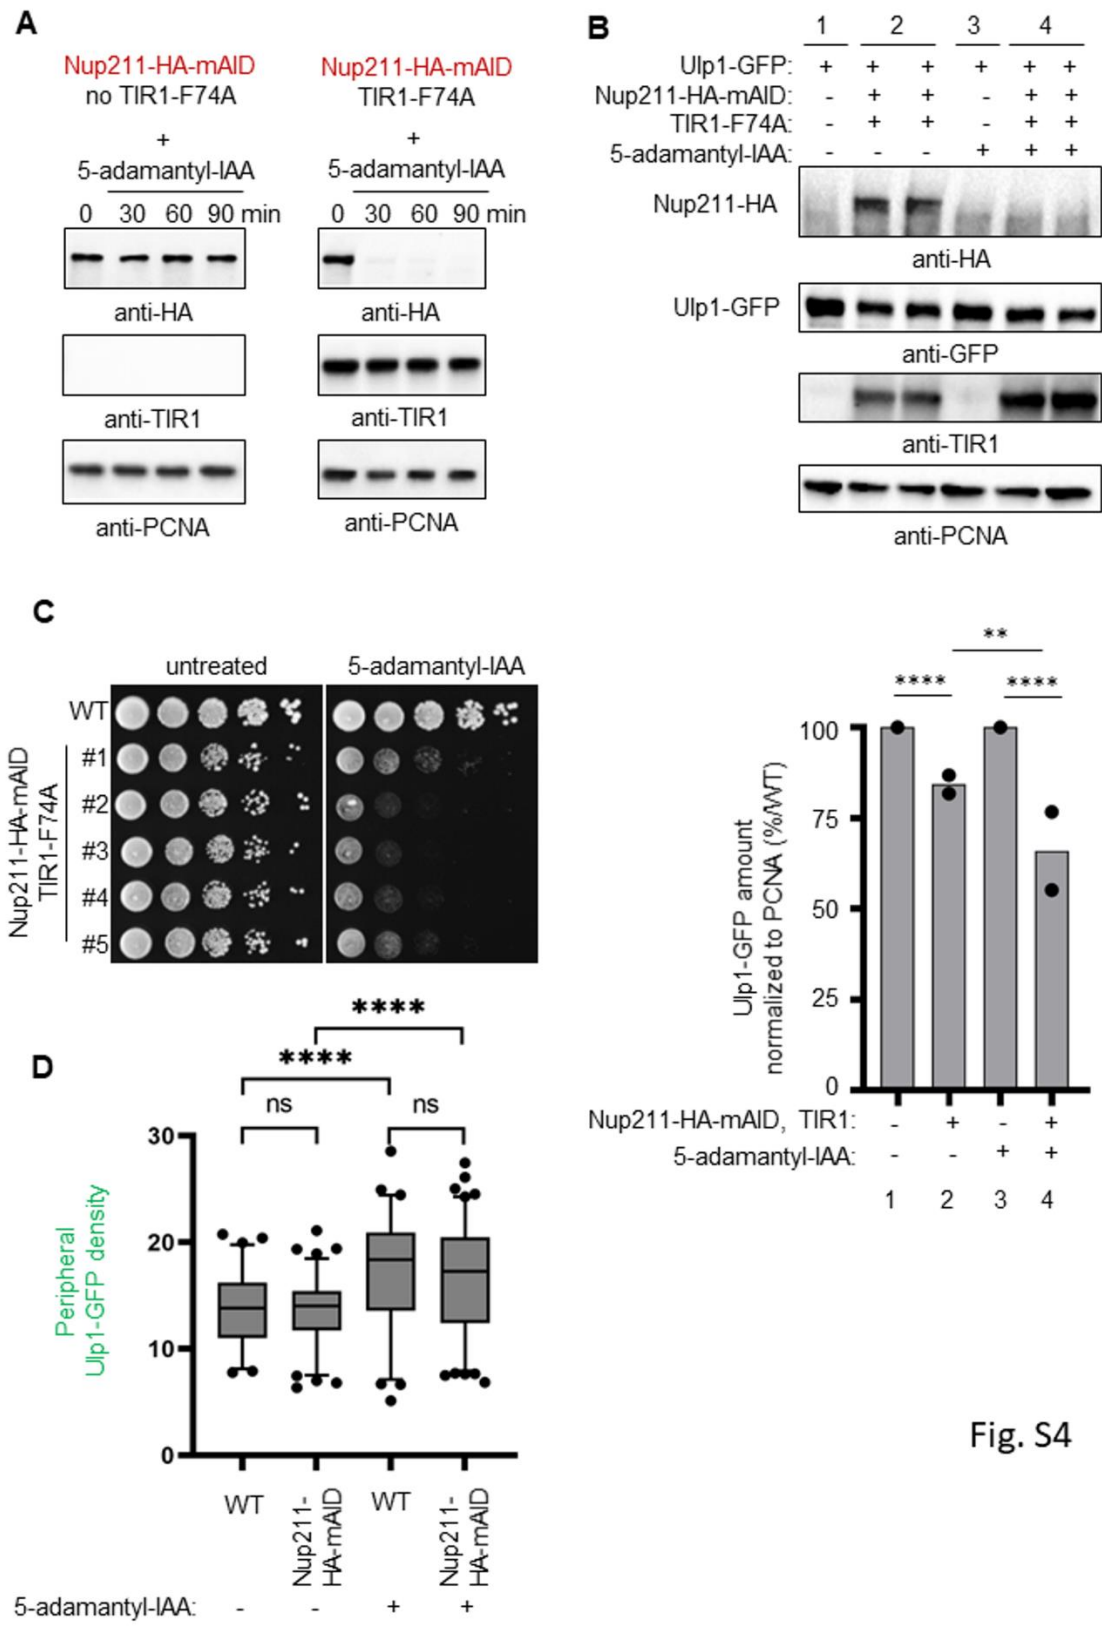 A
Nup211-HA-mAID
no TIR1-F74A
+
5-adamantyl-IAA
0 30 60 90 min
anti-HA
anti-TIR1
anti-PCNA
Nup211-HA-mAID
TIR1-F74A
+
5-adamantyl-IAA
0 30 60 90 min
anti-HA
anti-TIR1
anti-PCNA
B
1 2 3 4
Ulp1-GFP: + + + + + +
Nup211-HA-mAID: - + + - + +
TIR1-F74A: - + + - + +
5-adamantyl-IAA: - - - + + +
Nup211-HA
anti-HA
Ulp1-GFP
anti-GFP
anti-TIR1
anti-PCNA
**
**** ****
Ulp1-GFP amount
normalized to PCNA (%/WT)
100
75
50
25
0
Nup211-HA-mAID, TIR1: - + - +
5-adamantyl-IAA: - - + +
1 2 3 4
C
untreated 5-adamantyl-IAA
WT
Nup211-HA-mAID
TIR1-F74A
#1
#2
#3
#4
#5
D
****
****
ns ns
Peripheral
Ulp1-GFP density
30
20
10
0
WT
Nup211-
HA-mAID
WT
Nup211-
HA-mAID
5-adamantyl-IAA: - - + +
Fig. S4